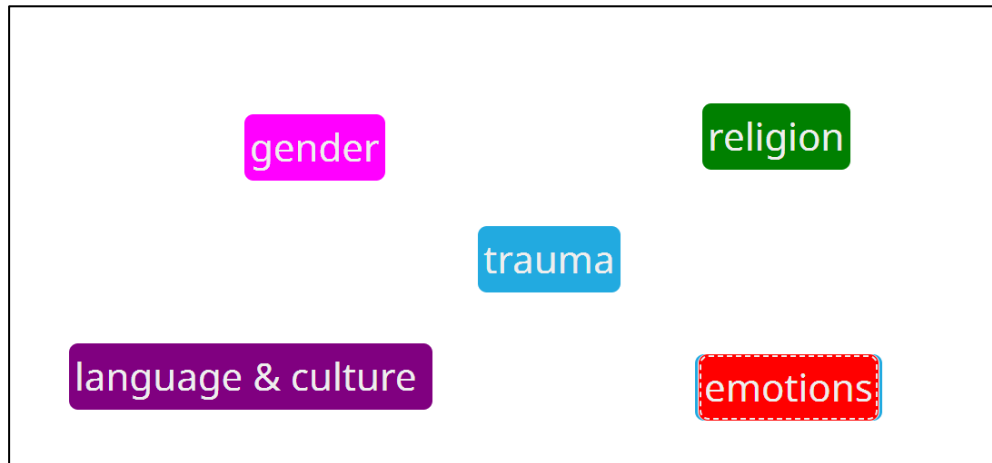 gender
religion
trauma
language & culture
emotions